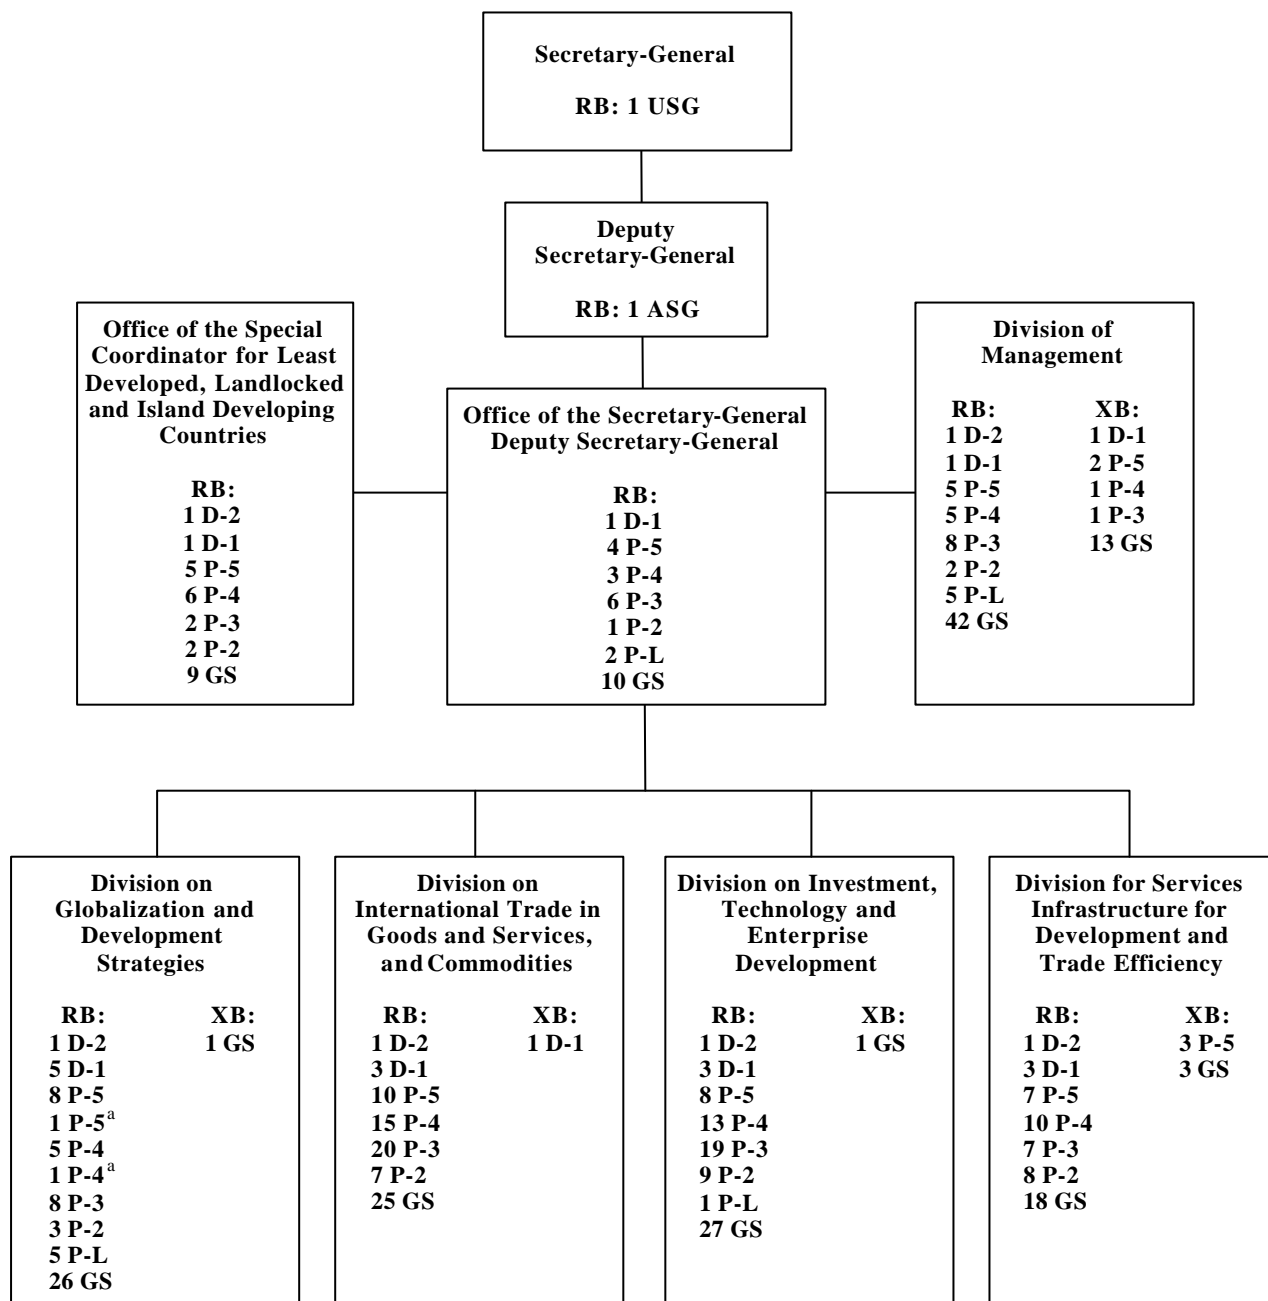 Secretary-General
RB: 1 USG
Deputy
Secretary-General
RB: 1 ASG
Office of the Special
Coordinator for Least
Developed, Landlocked
and Island Developing
Countries
RB:
1 D-2
1 D-1
5 P-5
6 P-4
2 P-3
2 P-2
9 GS
Office of the Secretary-General
Deputy Secretary-General
RB:
1 D-1
4 P-5
3 P-4
6 P-3
1 P-2
2 P-L
10 GS
Division of
Management
RB:
1 D-2
1 D-1
5 P-5
5 P-4
8 P-3
2 P-2
5 P-L
42 GS
XB:
1 D-1
2 P-5
1 P-4
1 P-3
13 GS
Division on
Globalization and
Development
Strategies
RB:
1 D-2
5 D-1
8 P-5
1 P-5ᵃ
5 P-4
1 P-4ᵃ
8 P-3
3 P-2
5 P-L
26 GS
XB:
1 GS
Division on
International Trade in
Goods and Services,
and Commodities
RB:
1 D-2
3 D-1
10 P-5
15 P-4
20 P-3
7 P-2
25 GS
XB:
1 D-1
Division on Investment,
Technology and
Enterprise
Development
RB:
1 D-2
3 D-1
8 P-5
13 P-4
19 P-3
9 P-2
1 P-L
27 GS
XB:
1 GS
Division for Services
Infrastructure for
Development and
Trade Efficiency
RB:
1 D-2
3 D-1
7 P-5
10 P-4
7 P-3
8 P-2
18 GS
XB:
3 P-5
3 GS